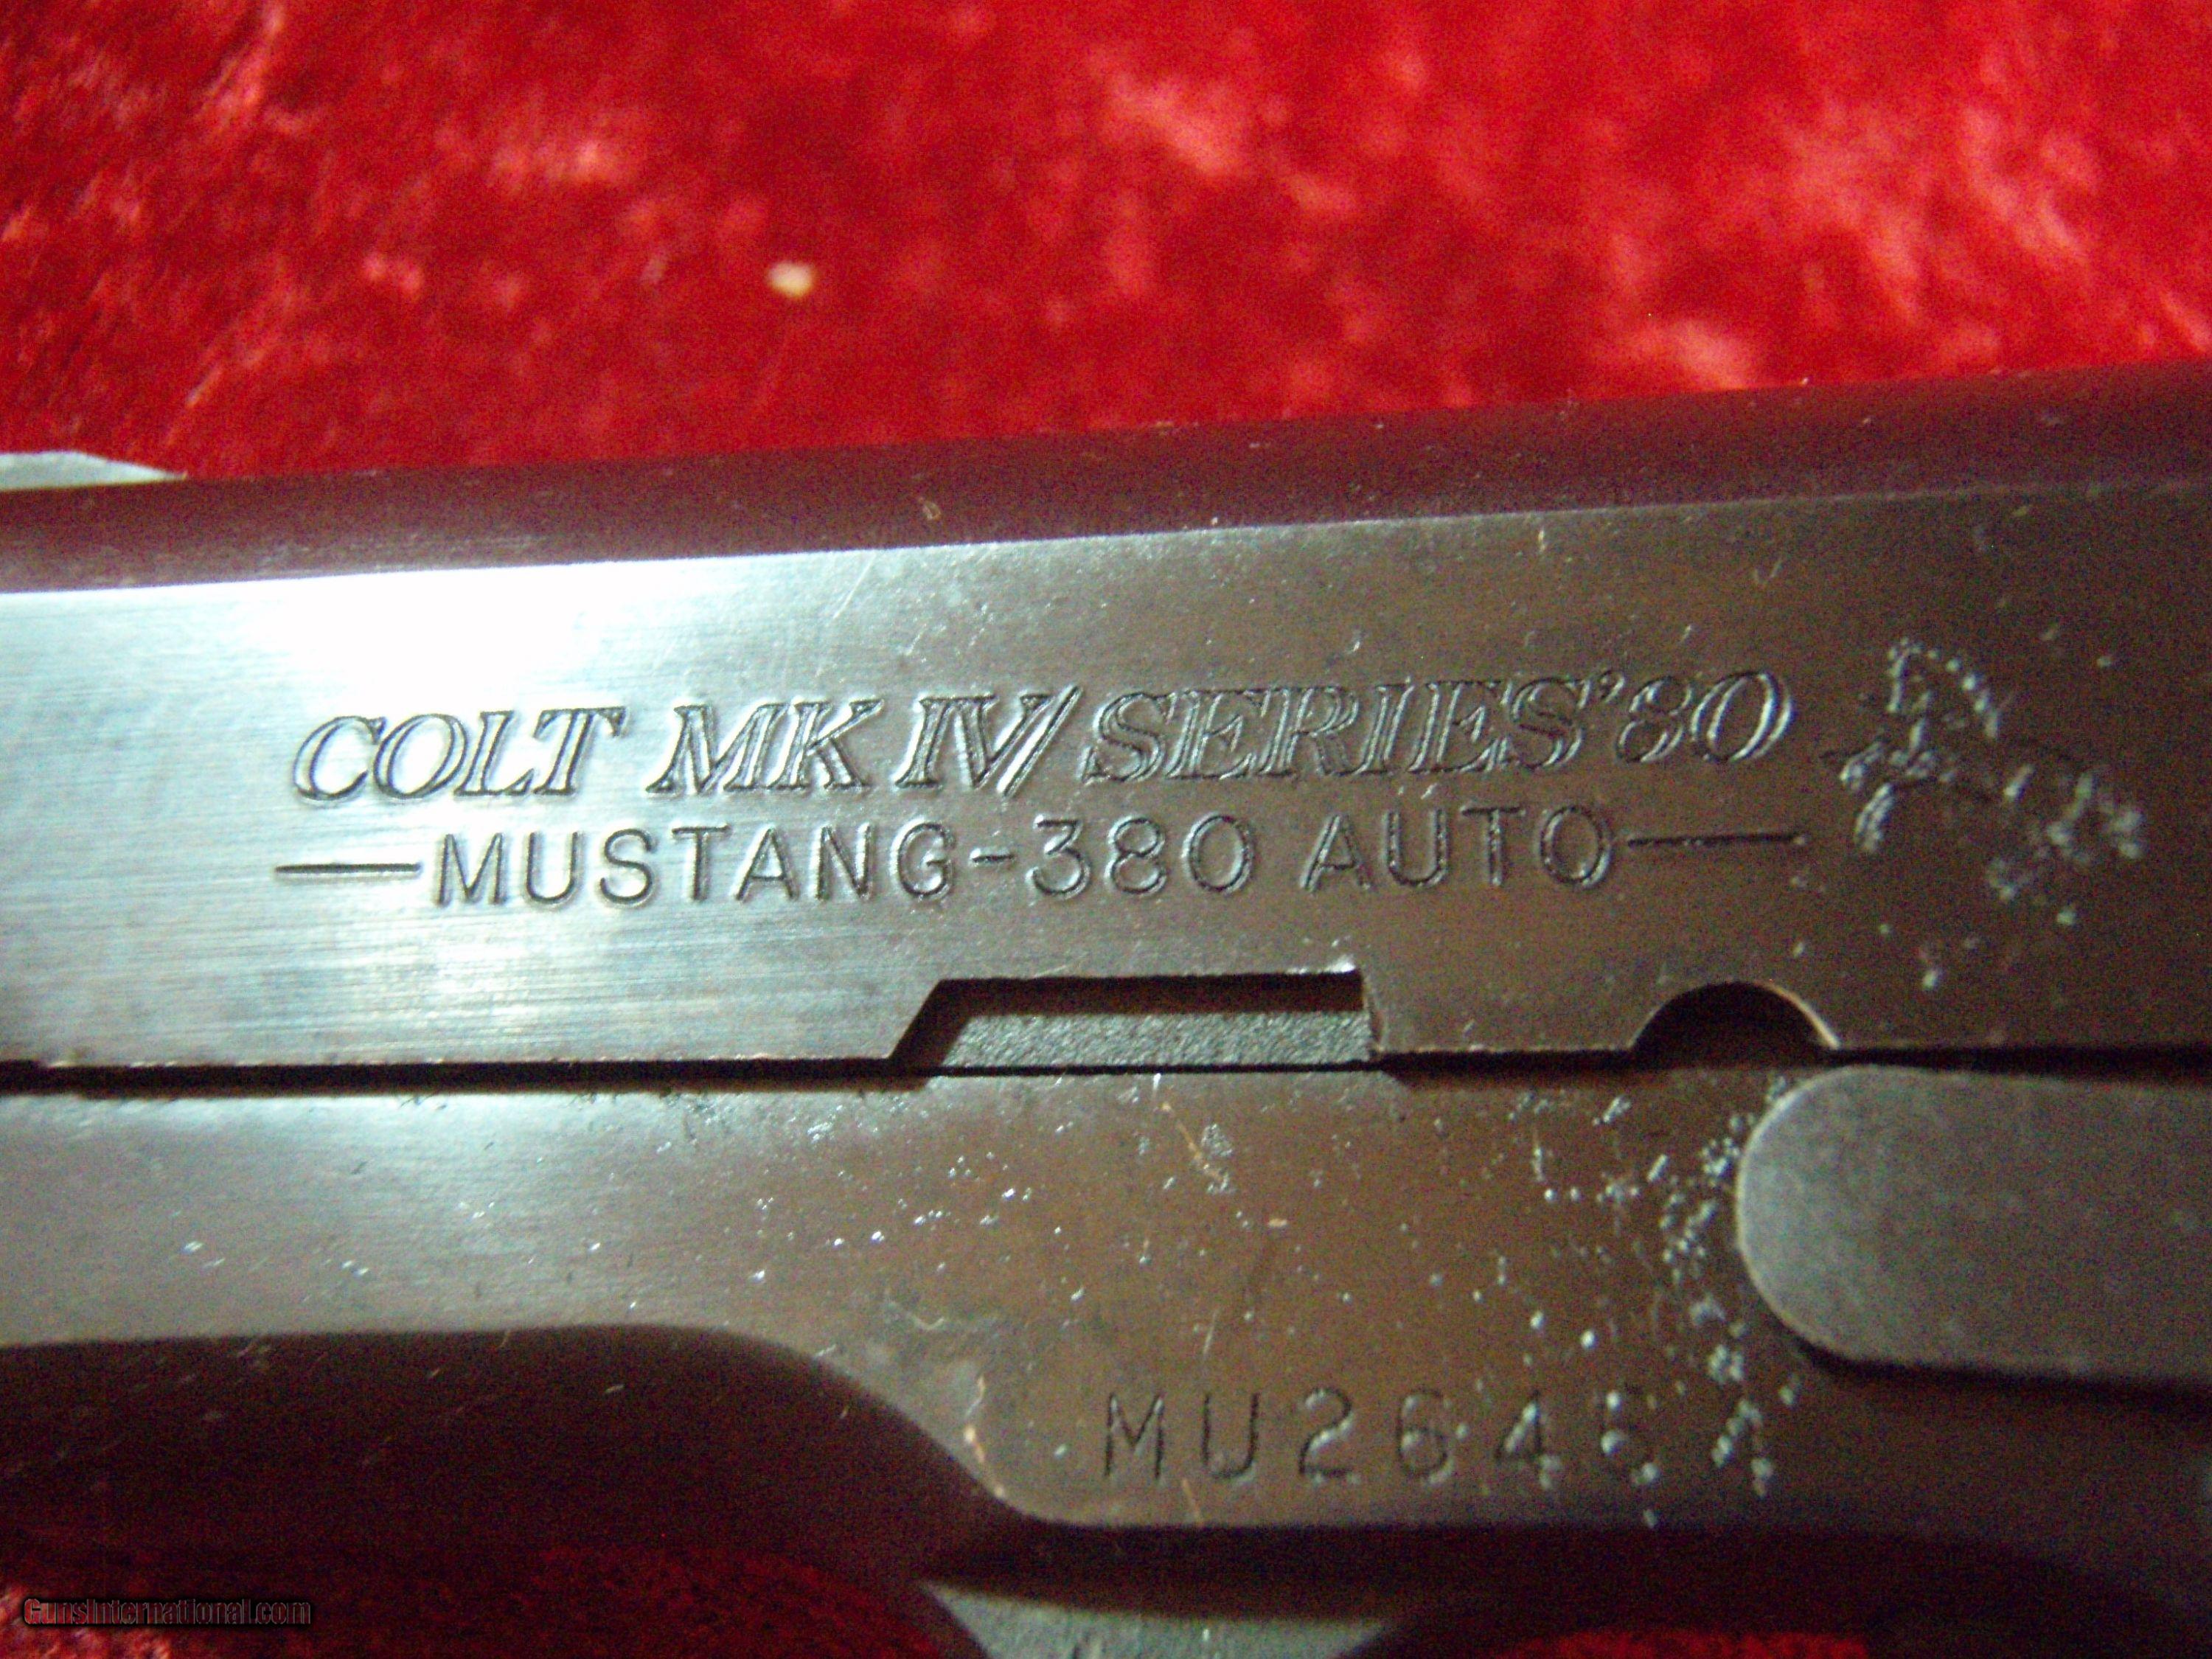 COLT MK IV/SERIES'80
—MUSTANG-380 AUTO—
GunsInternational.com